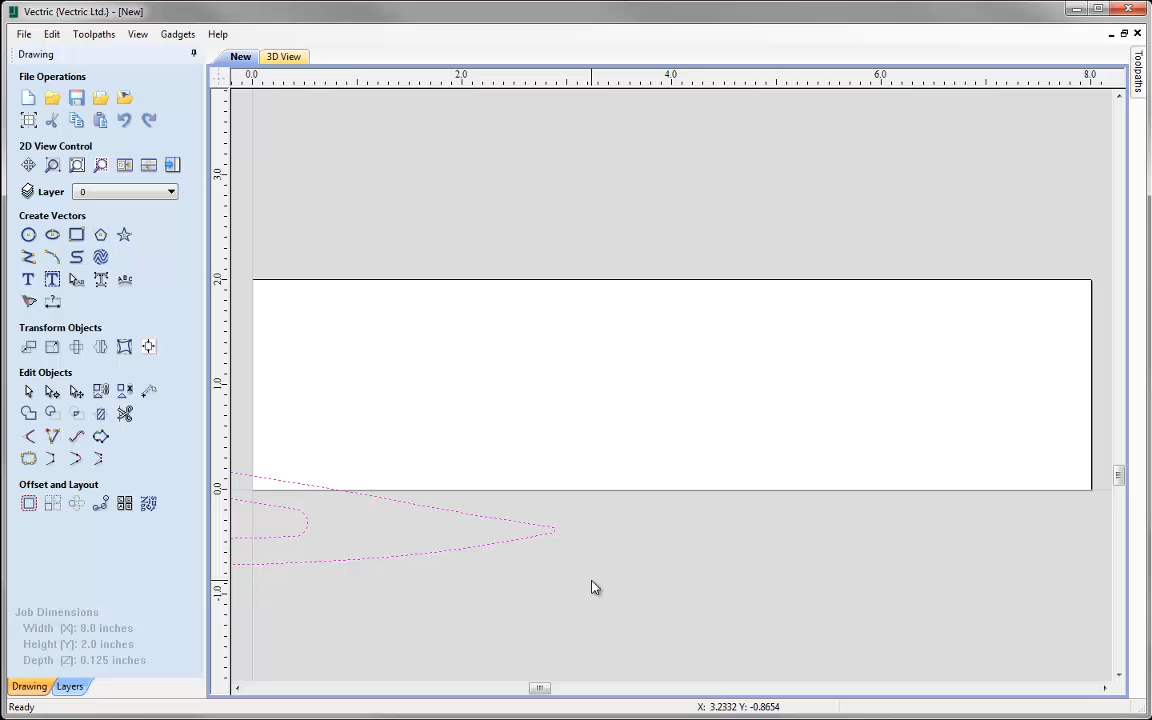 Vectric {Vectric Ltd.} - [New]
File Edit Toolpaths View Gadgets Help
Drawing
New 3D View
Toolpaths
File Operations
0.0 2.0 4.0 6.0 8.0
2D View Control
Layer 0
3.0
Create Vectors
2.0
Transform Objects
Edit Objects
1.0
Offset and Layout
0.0
-1.0
Job Dimensions
Width (X): 8.0 inches
Height (Y): 2.0 inches
Depth (Z): 0.125 inches
Drawing Layers
Ready X: 3.2332 Y: -0.8654